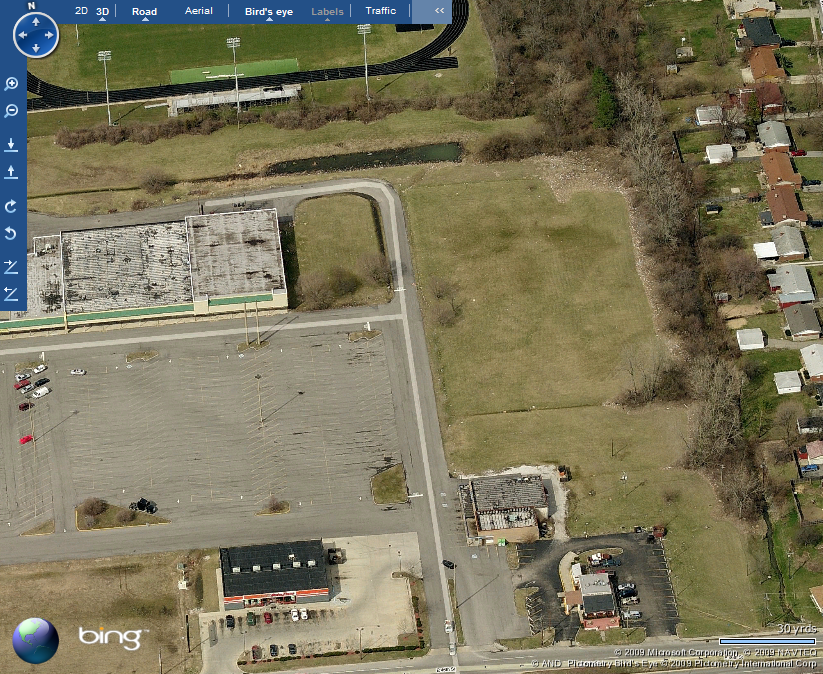 N
2D 3D Road Aerial Bird's eye Labels Traffic <<
bing™
30 yrds
© 2009 Microsoft Corporation, © 2009 NAVTEQ
© AND, Pictometry Bird's Eye © 2009 Pictometry International Corp